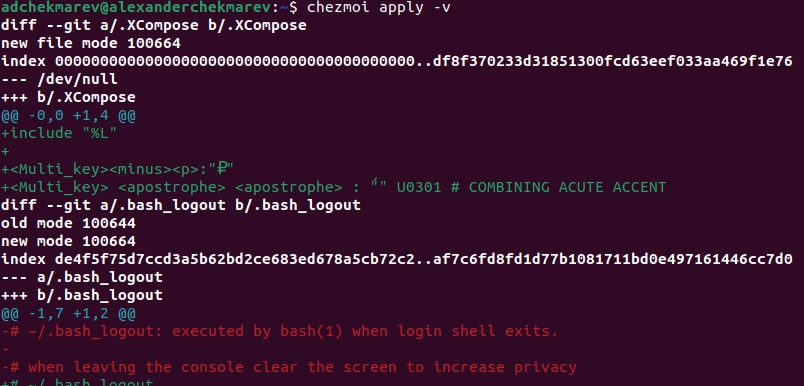 adchekmarev@alexanderchekmarev:~$ chezmoi apply -v
diff --git a/.XCompose b/.XCompose
new file mode 100664
index 0000000000000000000000000000000000000000..df8f370233d31851300fcd63eef033aa469f1e76
--- /dev/null
+++ b/.XCompose
@@ -0,0 +1,4 @@
+include "%L"
+
+<Multi_key><minus><p>:"₽"
+<Multi_key> <apostrophe> <apostrophe> : "́" U0301 # COMBINING ACUTE ACCENT
diff --git a/.bash_logout b/.bash_logout
old mode 100644
new mode 100664
index de4f5f75d7ccd3a5b62bd2ce683ed678a5cb72c2..af7c6fd8fd1d77b1081711bd0e497161446cc7d0
--- a/.bash_logout
+++ b/.bash_logout
@@ -1,7 +1,2 @@
-# ~/.bash_logout: executed by bash(1) when login shell exits.
-
-# when leaving the console clear the screen to increase privacy
+# ~/.bash_logout